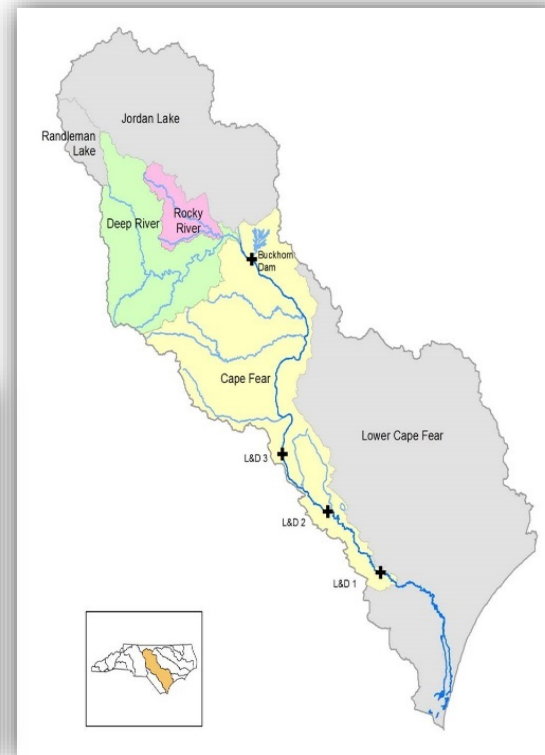 Jordan Lake
Randleman
Lake
Deep River
Rocky
River
Buckhorn
Dam
Cape Fear
Lower Cape Fear
L&D 3
L&D 2
L&D 1